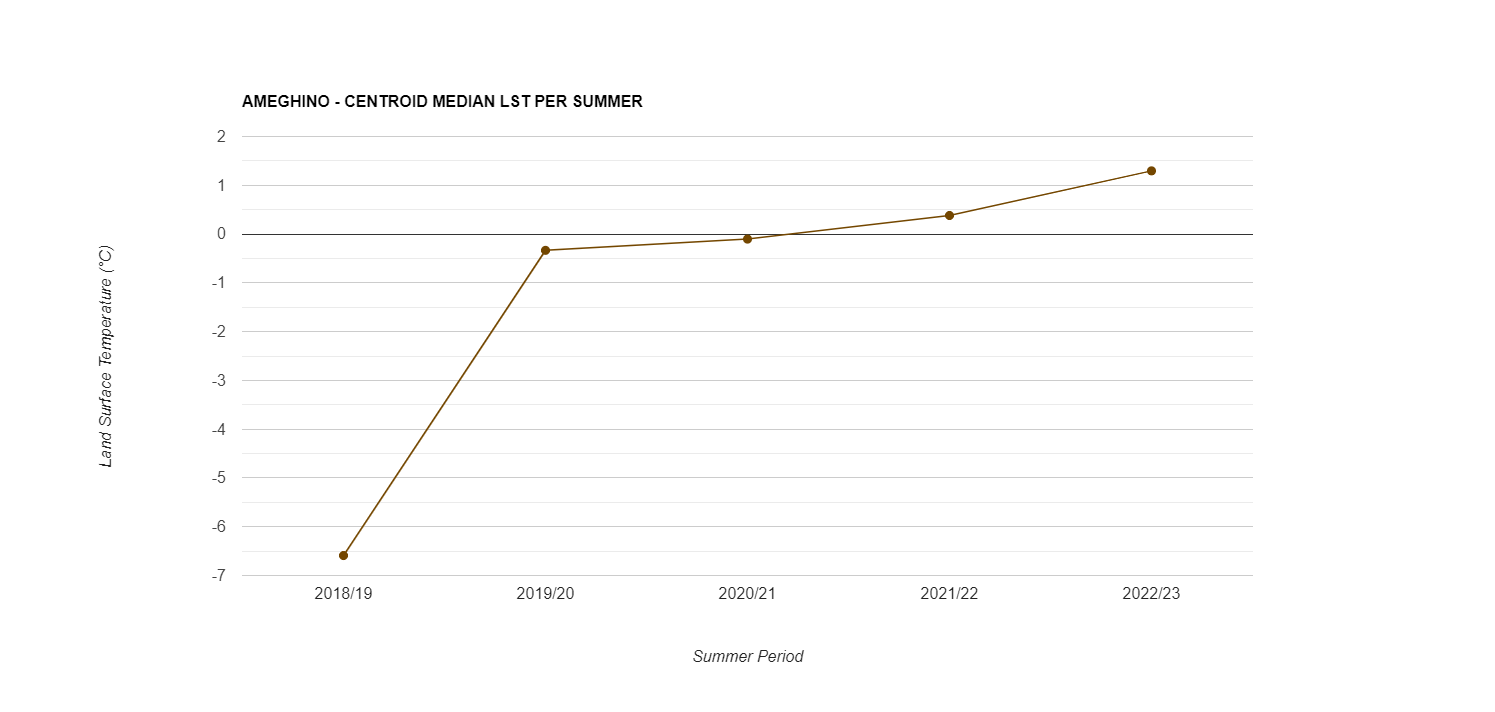 AMEGHINO - CENTROID MEDIAN LST PER SUMMER
2
1
0
-1
-2
-3
-4
-5
-6
-7
Land Surface Temperature (°C)
2018/19 2019/20 2020/21 2021/22 2022/23
Summer Period